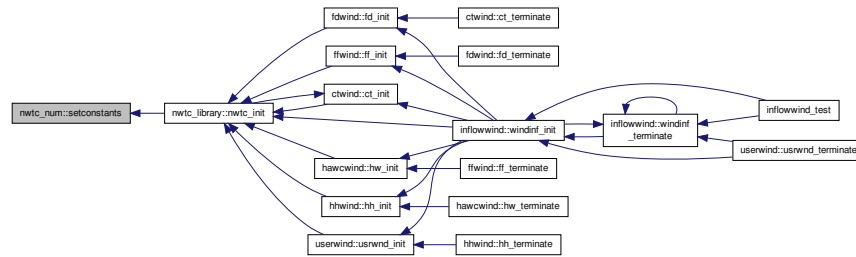 fdwind::fd_init
ctwind::ct_terminate
ffwind::ff_init
fdwind::fd_terminate
ctwind::ct_init
nwtc_num::setconstants
nwtc_library::nwtc_init
inflowwind::windinf_init
inflowwind::windinf
_terminate
inflowwind_test
userwind::usrwnd_terminate
hawcwind::hw_init
ffwind::ff_terminate
hhwind::hh_init
hawcwind::hw_terminate
userwind::usrwnd_init
hhwind::hh_terminate